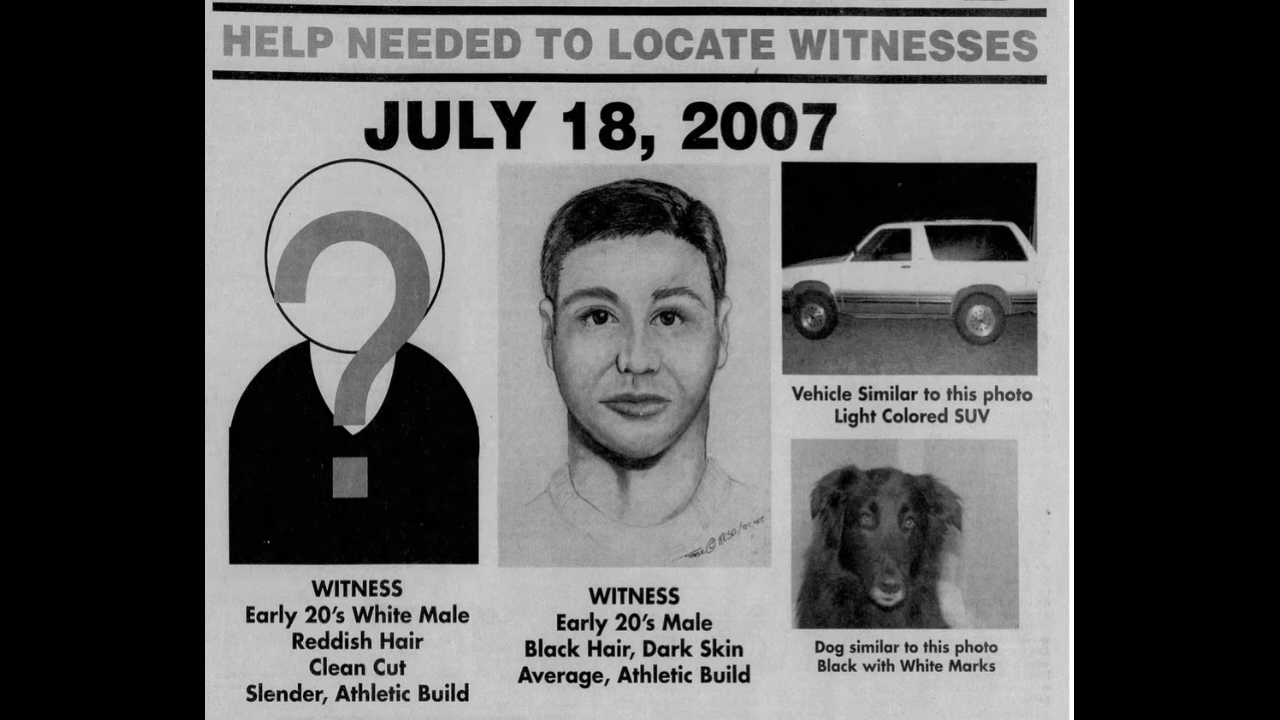 HELP NEEDED TO LOCATE WITNESSES
JULY 18, 2007
WITNESS
Early 20's White Male
Reddish Hair
Clean Cut
Slender, Athletic Build
WITNESS
Early 20's Male
Black Hair, Dark Skin
Average, Athletic Build
Vehicle Similar to this photo
Light Colored SUV
Dog similar to this photo
Black with White Marks